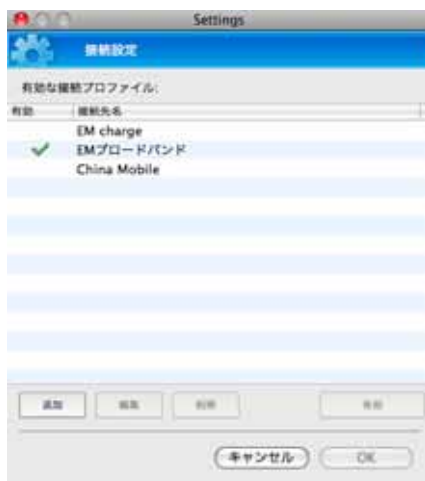 Settings
接続設定
有効な接続プロファイル:
有効 接続先名
EM charge
EMブロードバンド
China Mobile
追加 編集 削除 有効
キャンセル OK